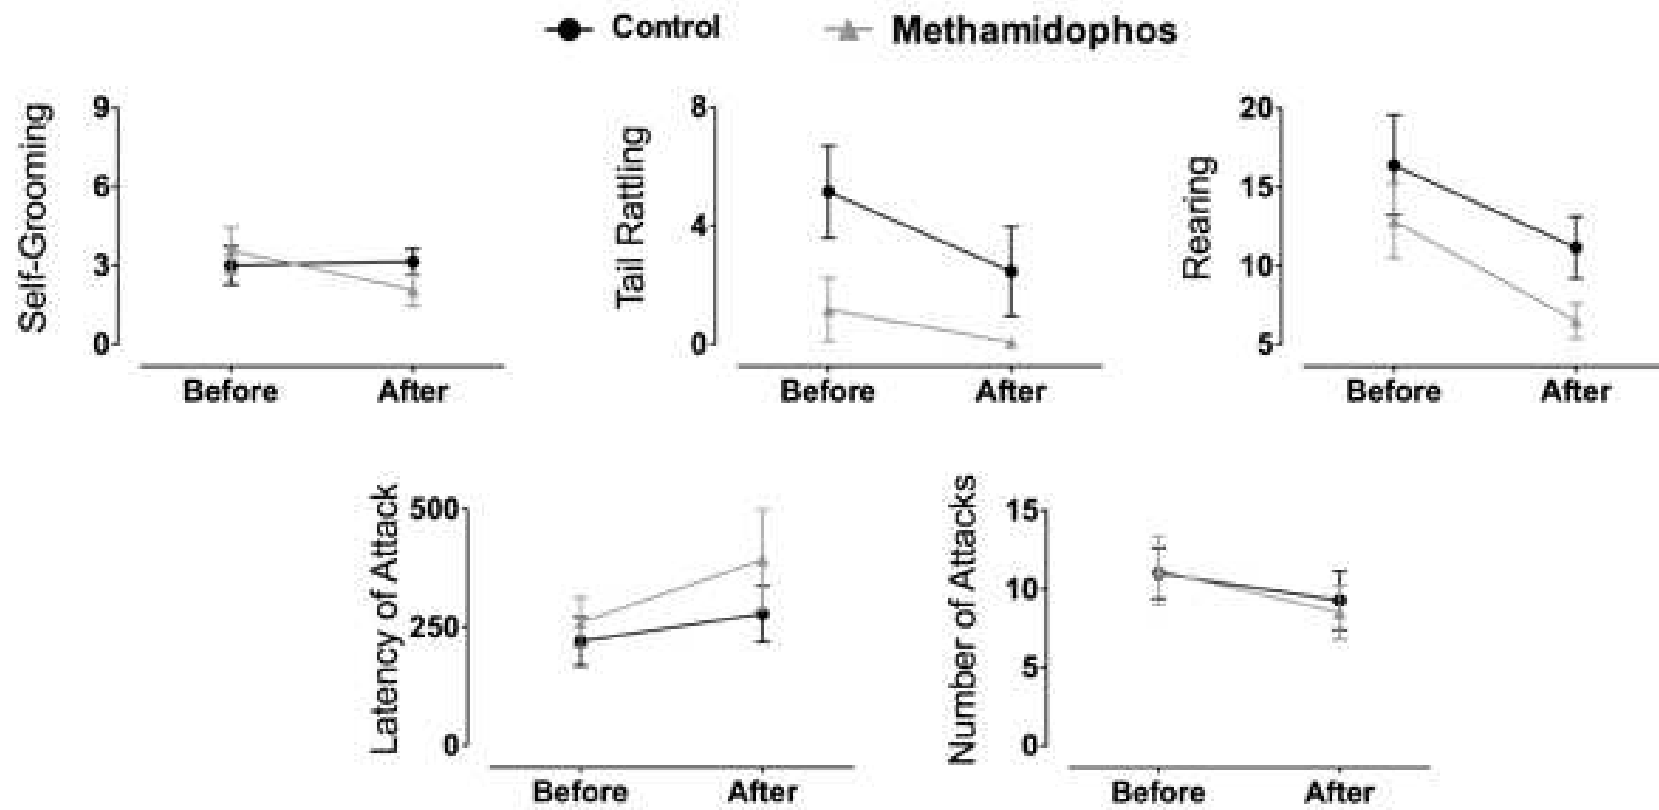 Control Methamidophos
Self-Grooming
9
6
3
0
Before After
Tail Rattling
8
4
0
Before After
Rearing
20
15
10
5
Before After
Latency of Attack
500
250
0
Before After
Number of Attacks
15
10
5
0
Before After